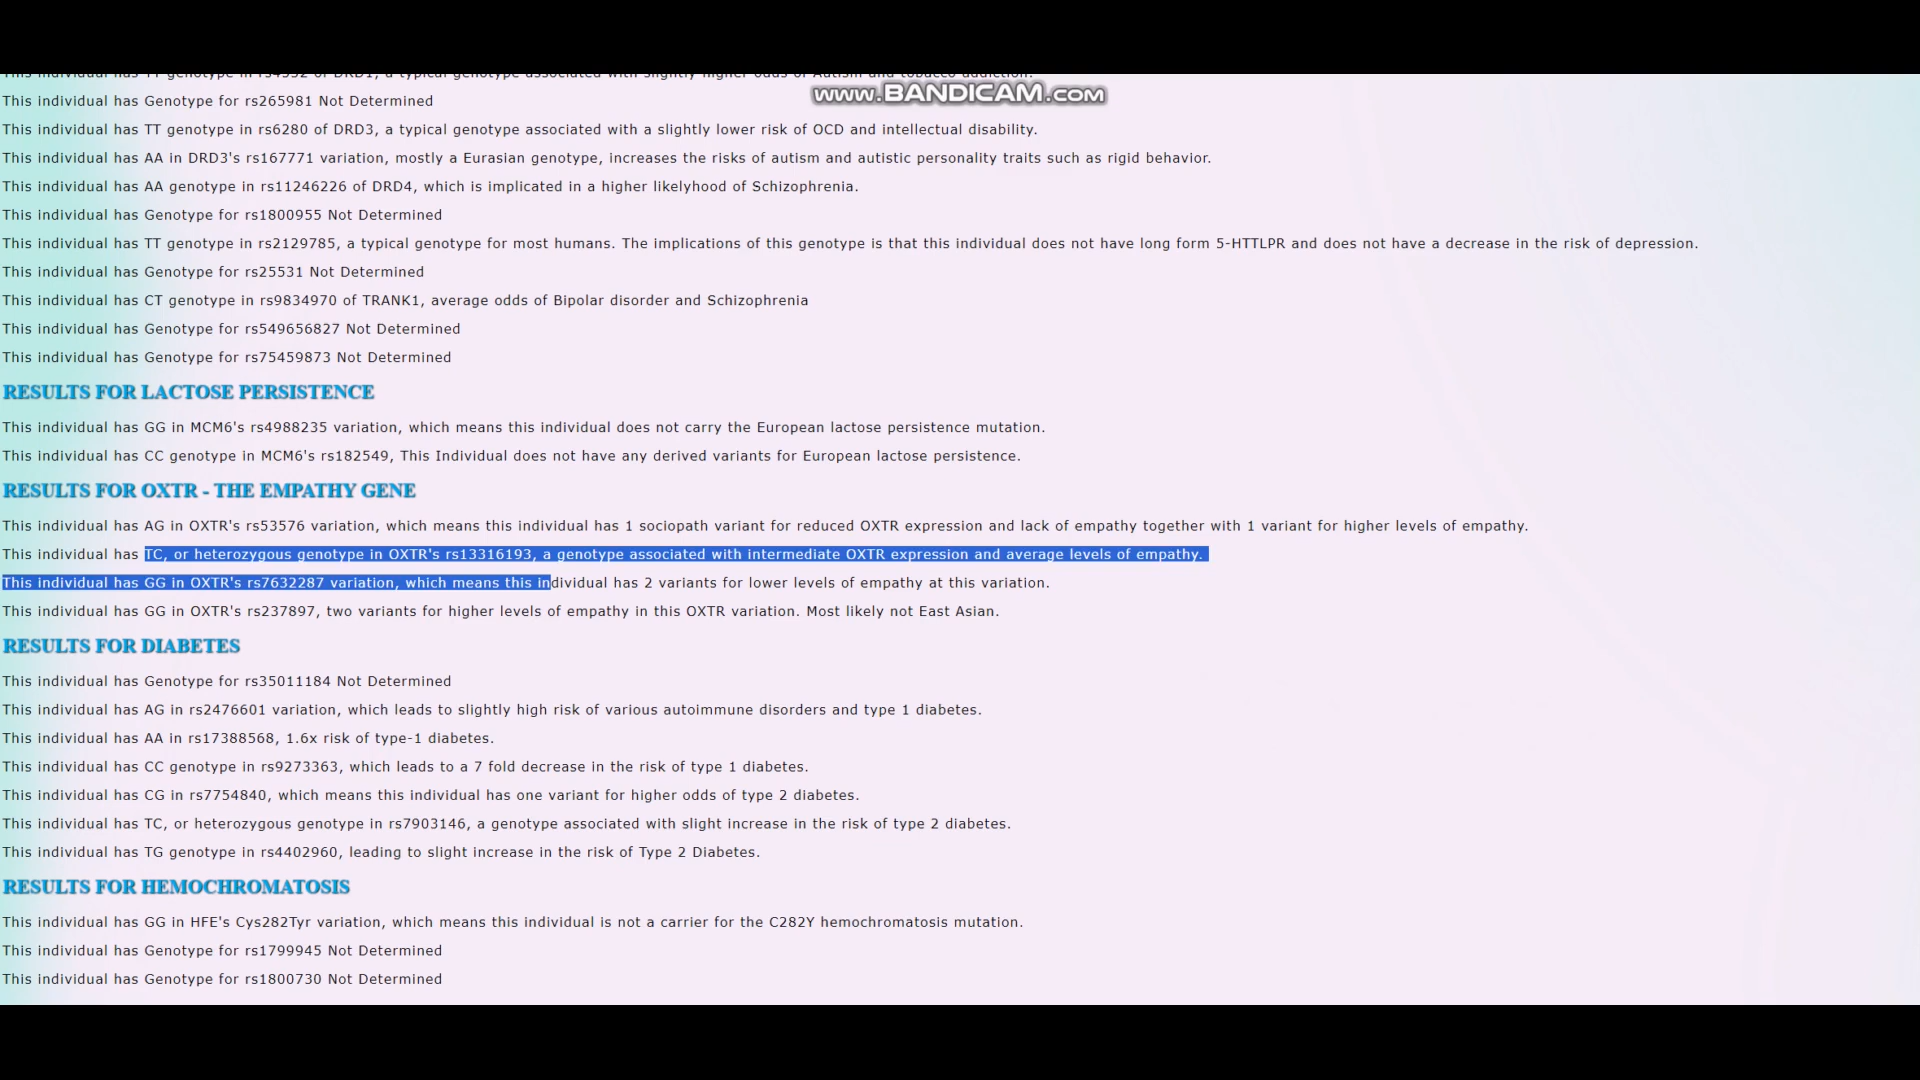 This individual has TT genotype in rs4532 of DRD1, a typical genotype associated with slightly higher odds of Autism and tobacco addiction.
www.BANDICAM.com
This individual has Genotype for rs265981 Not Determined
This individual has TT genotype in rs6280 of DRD3, a typical genotype associated with a slightly lower risk of OCD and intellectual disability.
This individual has AA in DRD3's rs167771 variation, mostly a Eurasian genotype, increases the risks of autism and autistic personality traits such as rigid behavior.
This individual has AA genotype in rs11246226 of DRD4, which is implicated in a higher likelyhood of Schizophrenia.
This individual has Genotype for rs1800955 Not Determined
This individual has TT genotype in rs2129785, a typical genotype for most humans. The implications of this genotype is that this individual does not have long form 5-HTTLPR and does not have a decrease in the risk of depression.
This individual has Genotype for rs25531 Not Determined
This individual has CT genotype in rs9834970 of TRANK1, average odds of Bipolar disorder and Schizophrenia
This individual has Genotype for rs549656827 Not Determined
This individual has Genotype for rs75459873 Not Determined
RESULTS FOR LACTOSE PERSISTENCE
This individual has GG in MCM6's rs4988235 variation, which means this individual does not carry the European lactose persistence mutation.
This individual has CC genotype in MCM6's rs182549, This Individual does not have any derived variants for European lactose persistence.
RESULTS FOR OXTR - THE EMPATHY GENE
This individual has AG in OXTR's rs53576 variation, which means this individual has 1 sociopath variant for reduced OXTR expression and lack of empathy together with 1 variant for higher levels of empathy.
This individual has TC, or heterozygous genotype in OXTR's rs13316193, a genotype associated with intermediate OXTR expression and average levels of empathy.
This individual has GG in OXTR's rs7632287 variation, which means this individual has 2 variants for lower levels of empathy at this variation.
This individual has GG in OXTR's rs237897, two variants for higher levels of empathy in this OXTR variation. Most likely not East Asian.
RESULTS FOR DIABETES
This individual has Genotype for rs35011184 Not Determined
This individual has AG in rs2476601 variation, which leads to slightly high risk of various autoimmune disorders and type 1 diabetes.
This individual has AA in rs17388568, 1.6x risk of type-1 diabetes.
This individual has CC genotype in rs9273363, which leads to a 7 fold decrease in the risk of type 1 diabetes.
This individual has CG in rs7754840, which means this individual has one variant for higher odds of type 2 diabetes.
This individual has TC, or heterozygous genotype in rs7903146, a genotype associated with slight increase in the risk of type 2 diabetes.
This individual has TG genotype in rs4402960, leading to slight increase in the risk of Type 2 Diabetes.
RESULTS FOR HEMOCHROMATOSIS
This individual has GG in HFE's Cys282Tyr variation, which means this individual is not a carrier for the C282Y hemochromatosis mutation.
This individual has Genotype for rs1799945 Not Determined
This individual has Genotype for rs1800730 Not Determined